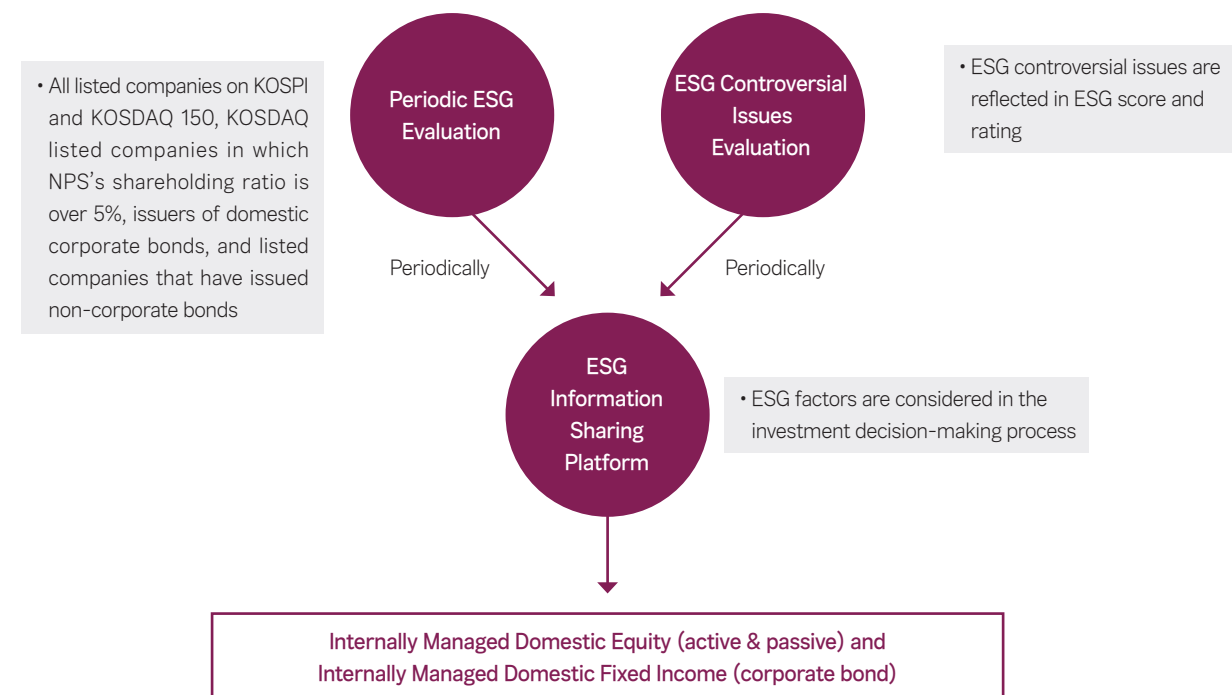 • All listed companies on KOSPI
and KOSDAQ 150, KOSDAQ
listed companies in which
NPS's shareholding ratio is
over 5%, issuers of domestic
corporate bonds, and listed
companies that have issued
non-corporate bonds
Periodic ESG
Evaluation
ESG Controversial
Issues
Evaluation
• ESG controversial issues are
reflected in ESG score and
rating
Periodically
Periodically
ESG
Information
Sharing
Platform
• ESG factors are considered in the
investment decision-making process
Internally Managed Domestic Equity (active & passive) and
Internally Managed Domestic Fixed Income (corporate bond)